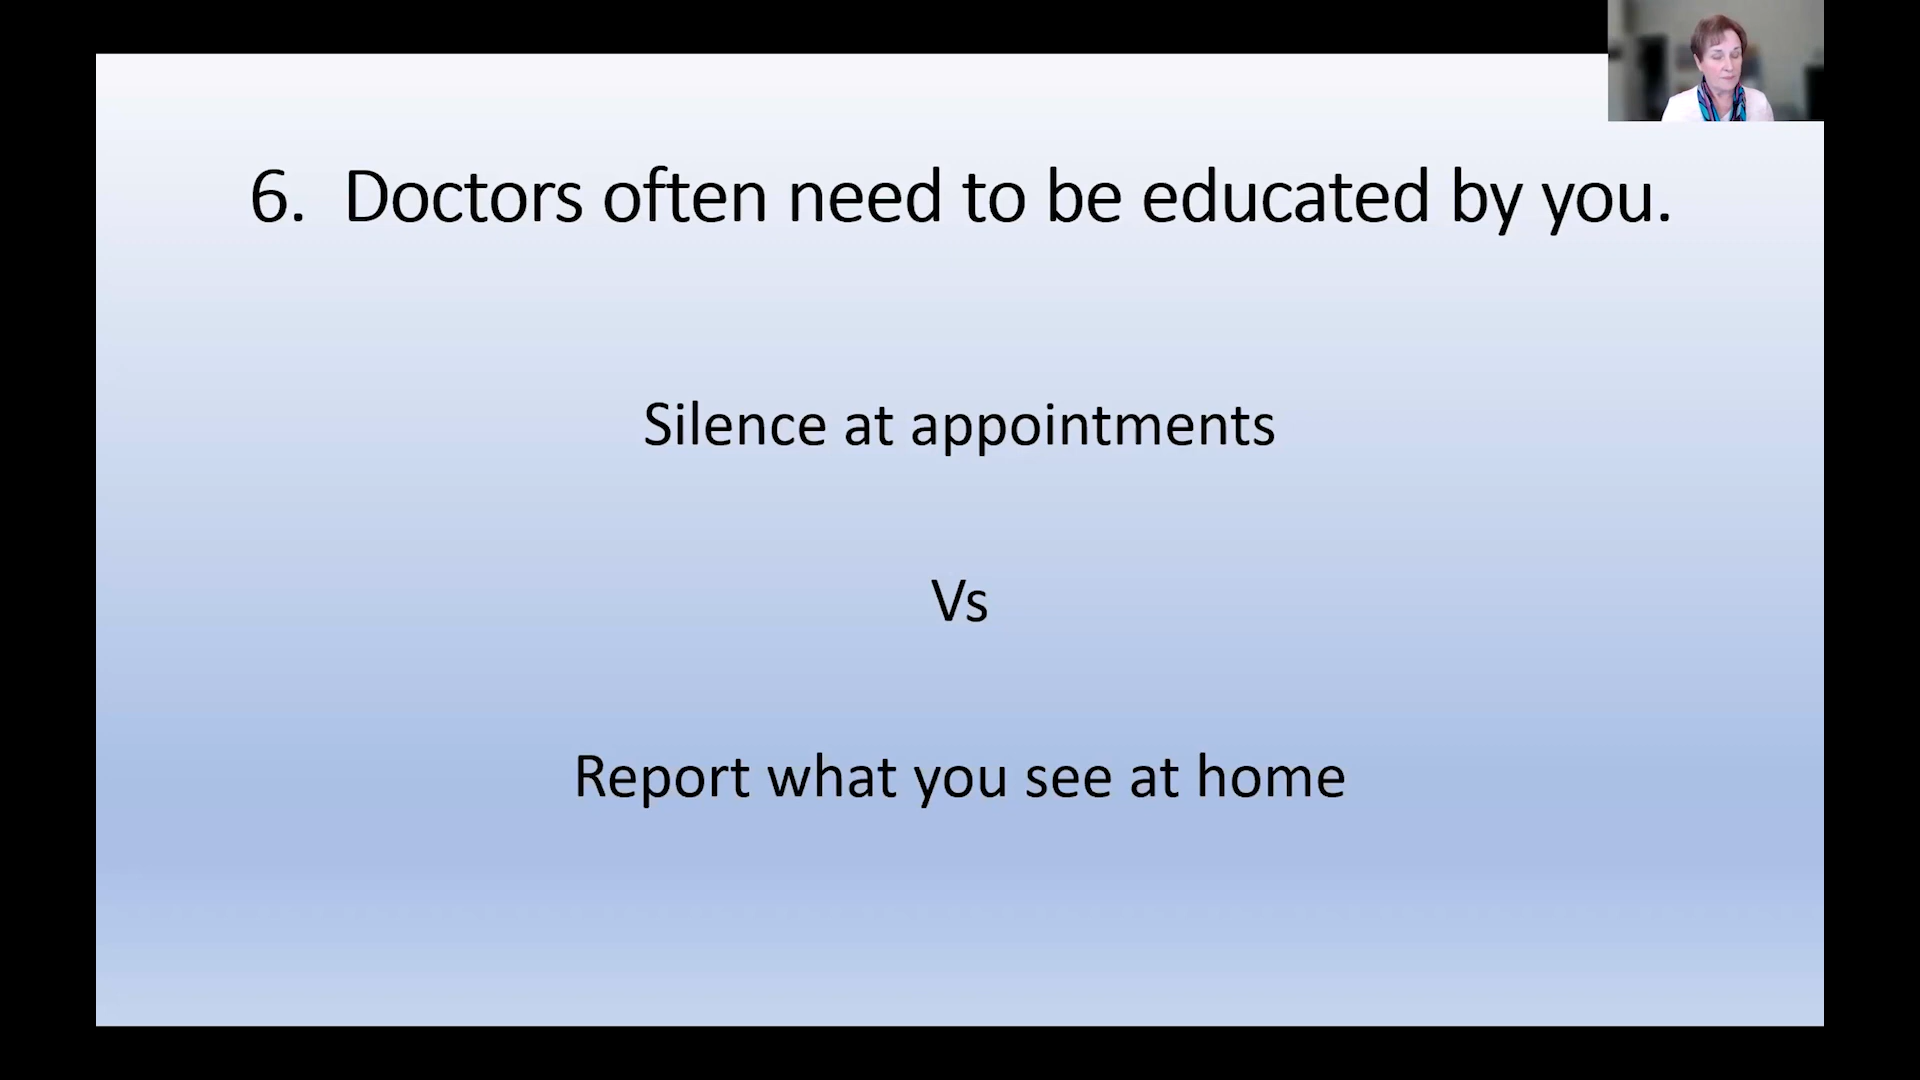 6. Doctors often need to be educated by you.
Silence at appointments
Vs
Report what you see at home